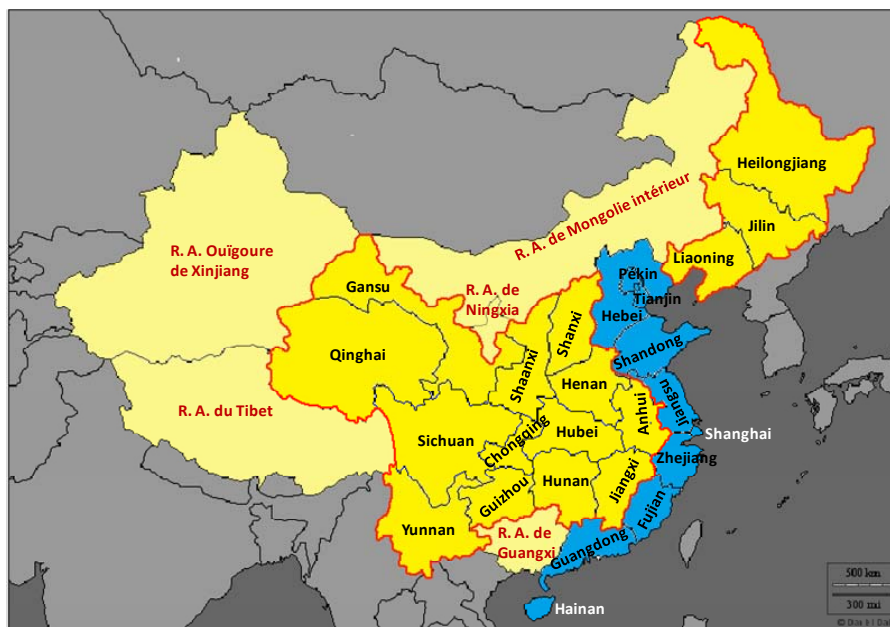 Heilongjiang
Jilin
Liaoning
R. A. de Mongolie intérieur
R. A. Ouïgoure
de Xinjiang
Gansu
R. A. de
Ningxia
Pékin
Tianjin
Hebei
Shanxi
Shaanxi
Shandong
Qinghai
Henan
Jiangsu
Anhui
R. A. du Tibet
Sichuan
Chongqing
Hubei
Shanghai
Zhejiang
Guizhou
Hunan
Jiangxi
Fujian
Yunnan
R. A. de
Guangxi
Guangdong
Hainan
500 km
300 mi